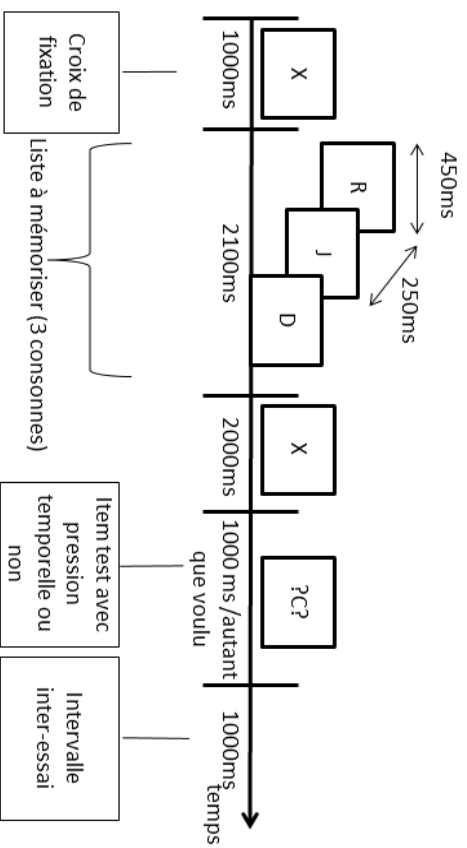 450ms
250ms
X
R
J
D
X
?C?
1000ms
2100ms
2000ms
1000 ms /autant
que voulu
1000ms
temps
Croix de
fixation
Liste à mémoriser (3 consonnes)
Item test avec
pression
temporelle ou
non
Intervalle
inter-essai